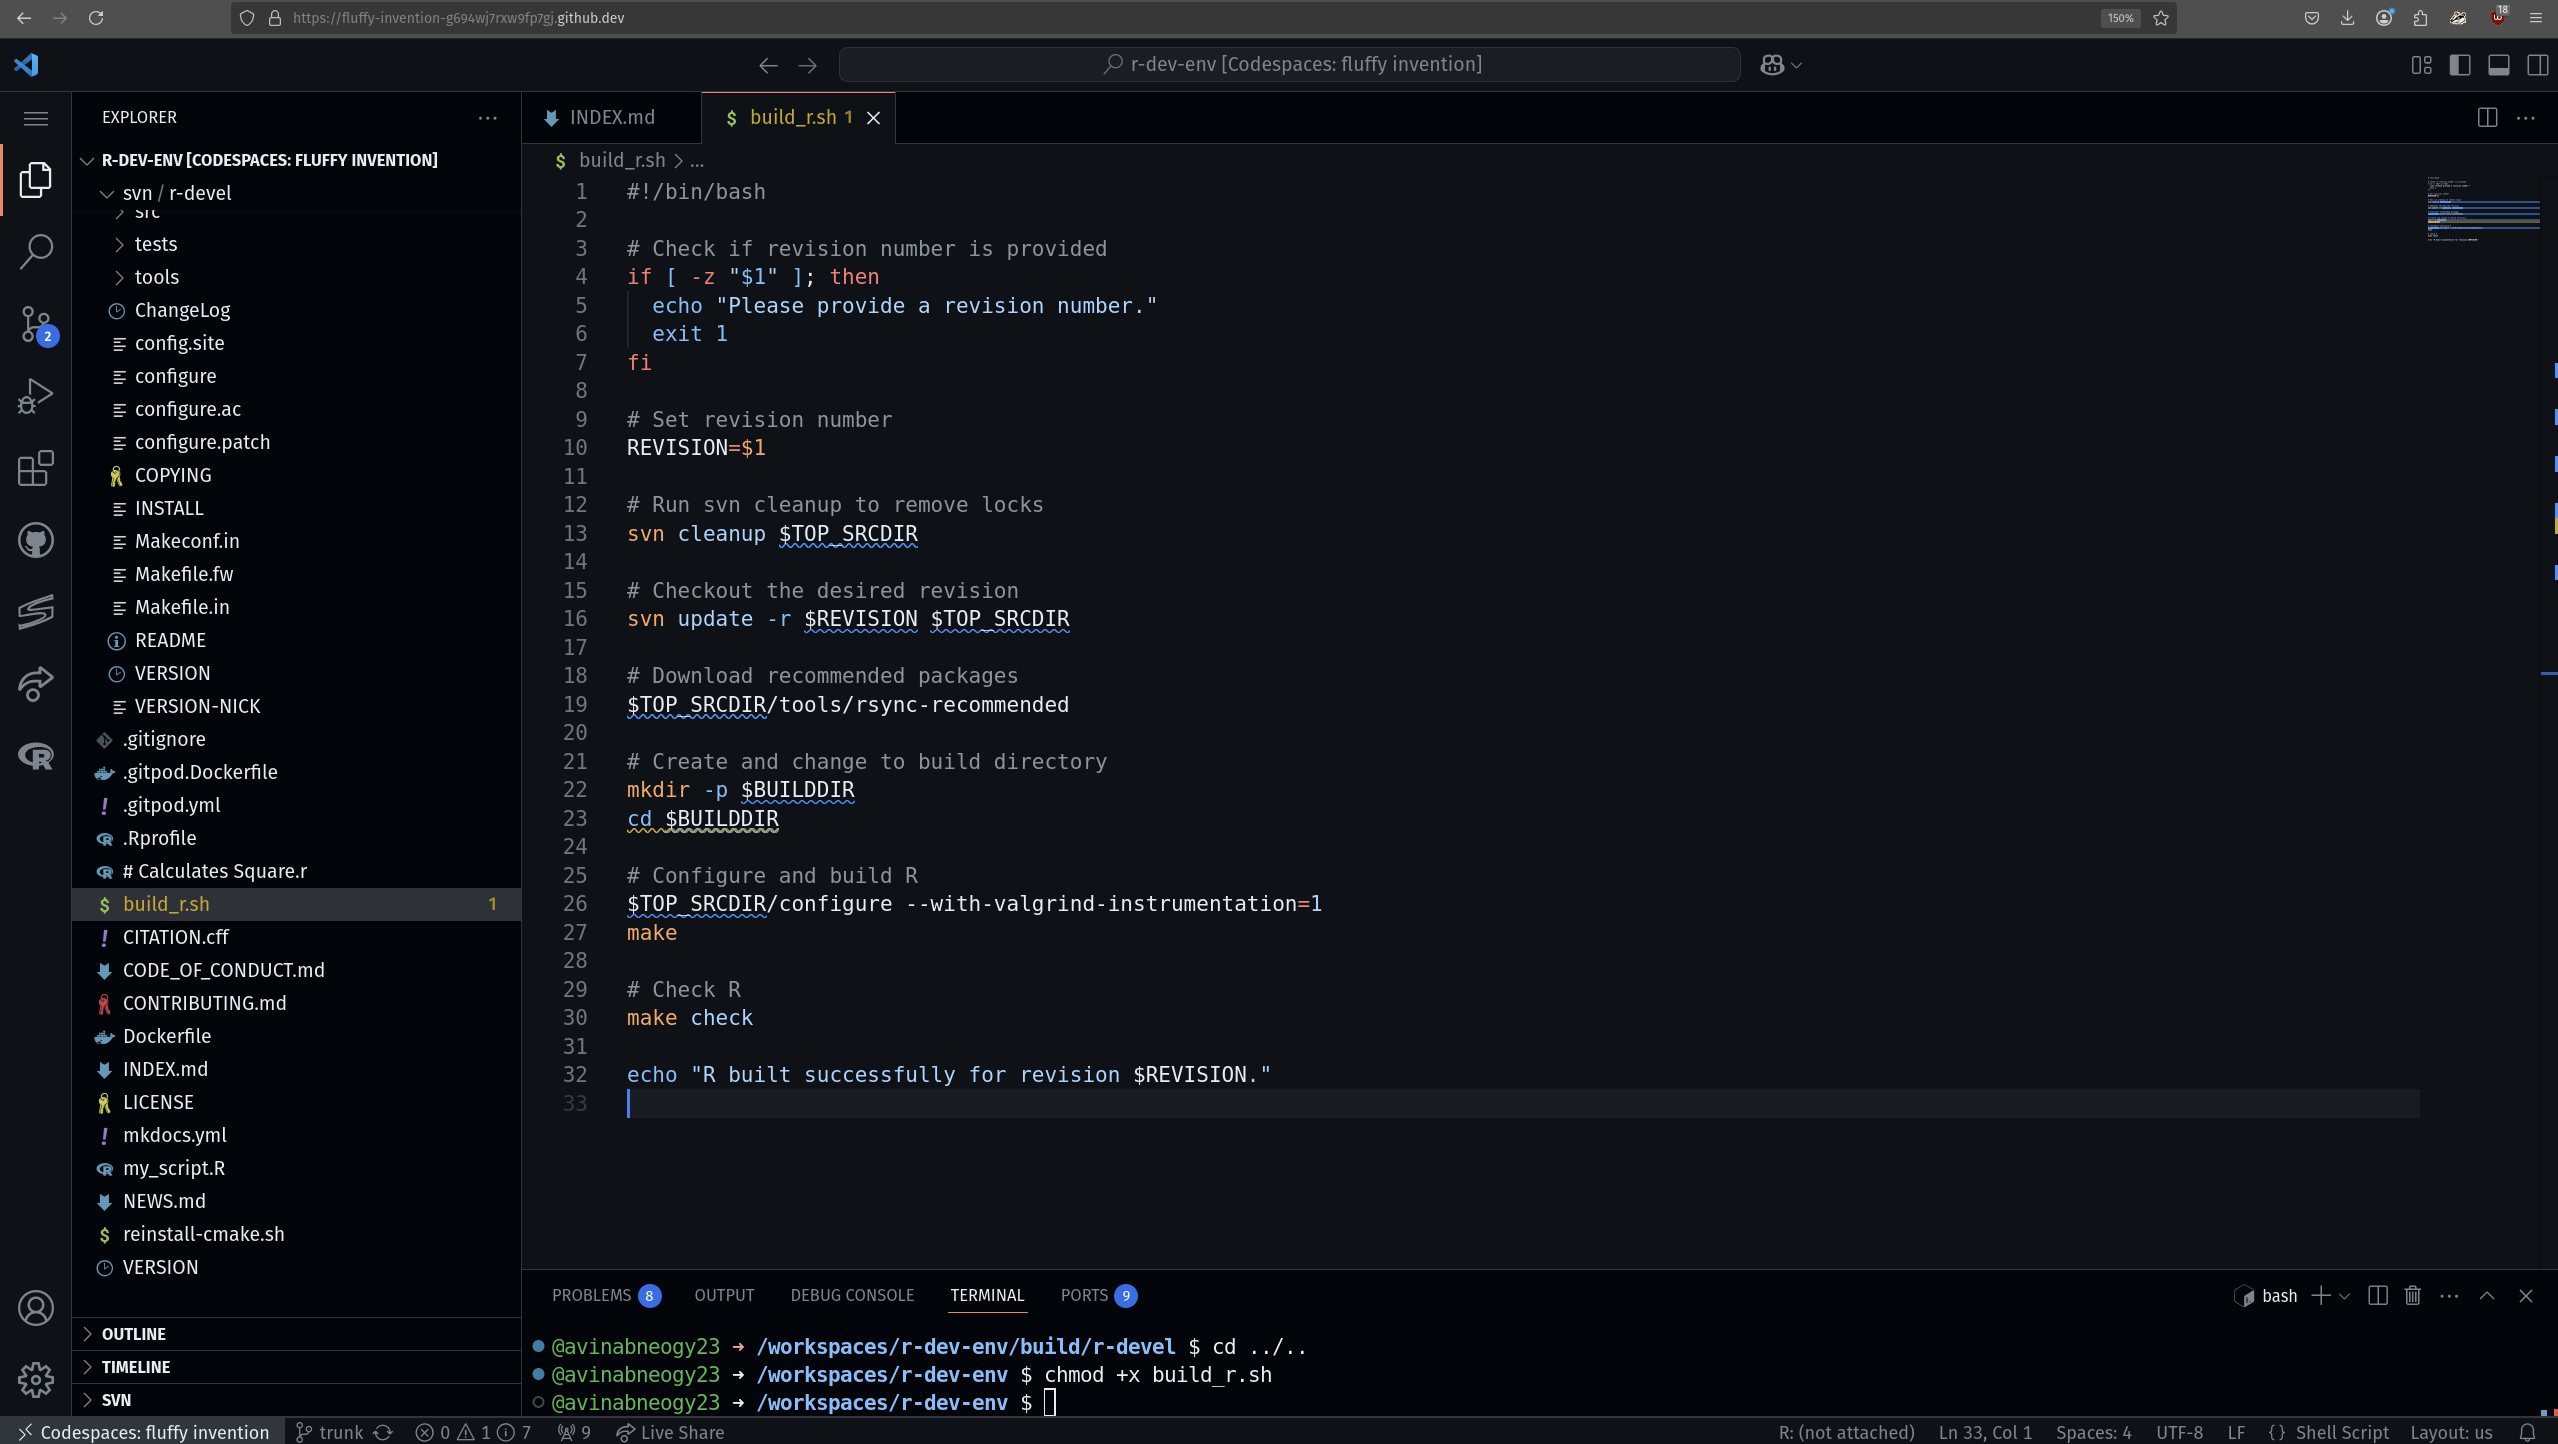 https://fluffy-invention-g694wj7rxw9fp7gj.github.dev
150%
18
r-dev-env [Codespaces: fluffy invention]
EXPLORER
R-DEV-ENV [CODESPACES: FLUFFY INVENTION]
svn / r-devel
src
tests
tools
ChangeLog
config.site
configure
configure.ac
configure.patch
COPYING
INSTALL
Makeconf.in
Makefile.fw
Makefile.in
README
VERSION
VERSION-NICK
.gitignore
.gitpod.Dockerfile
.gitpod.yml
.Rprofile
# Calculates Square.r
build_r.sh 1
CITATION.cff
CODE_OF_CONDUCT.md
CONTRIBUTING.md
Dockerfile
INDEX.md
LICENSE
mkdocs.yml
my_script.R
NEWS.md
reinstall-cmake.sh
VERSION
OUTLINE
TIMELINE
SVN
2
INDEX.md
$ build_r.sh 1
$ build_r.sh > ...
1 #!/bin/bash
2
3 # Check if revision number is provided
4 if [ -z "$1" ]; then
5 echo "Please provide a revision number."
6 exit 1
7 fi
8
9 # Set revision number
10 REVISION=$1
11
12 # Run svn cleanup to remove locks
13 svn cleanup $TOP_SRCDIR
14
15 # Checkout the desired revision
16 svn update -r $REVISION $TOP_SRCDIR
17
18 # Download recommended packages
19 $TOP_SRCDIR/tools/rsync-recommended
20
21 # Create and change to build directory
22 mkdir -p $BUILDDIR
23 cd $BUILDDIR
24
25 # Configure and build R
26 $TOP_SRCDIR/configure --with-valgrind-instrumentation=1
27 make
28
29 # Check R
30 make check
31
32 echo "R built successfully for revision $REVISION."
33
PROBLEMS 8 OUTPUT DEBUG CONSOLE TERMINAL PORTS 9
bash
@avinabneogy23 ➜ /workspaces/r-dev-env/build/r-devel $ cd ../..
@avinabneogy23 ➜ /workspaces/r-dev-env $ chmod +x build_r.sh
@avinabneogy23 ➜ /workspaces/r-dev-env $
Codespaces: fluffy invention trunk 0 1 7 9 Live Share
R: (not attached) Ln 33, Col 1 Spaces: 4 UTF-8 LF {} Shell Script Layout: us